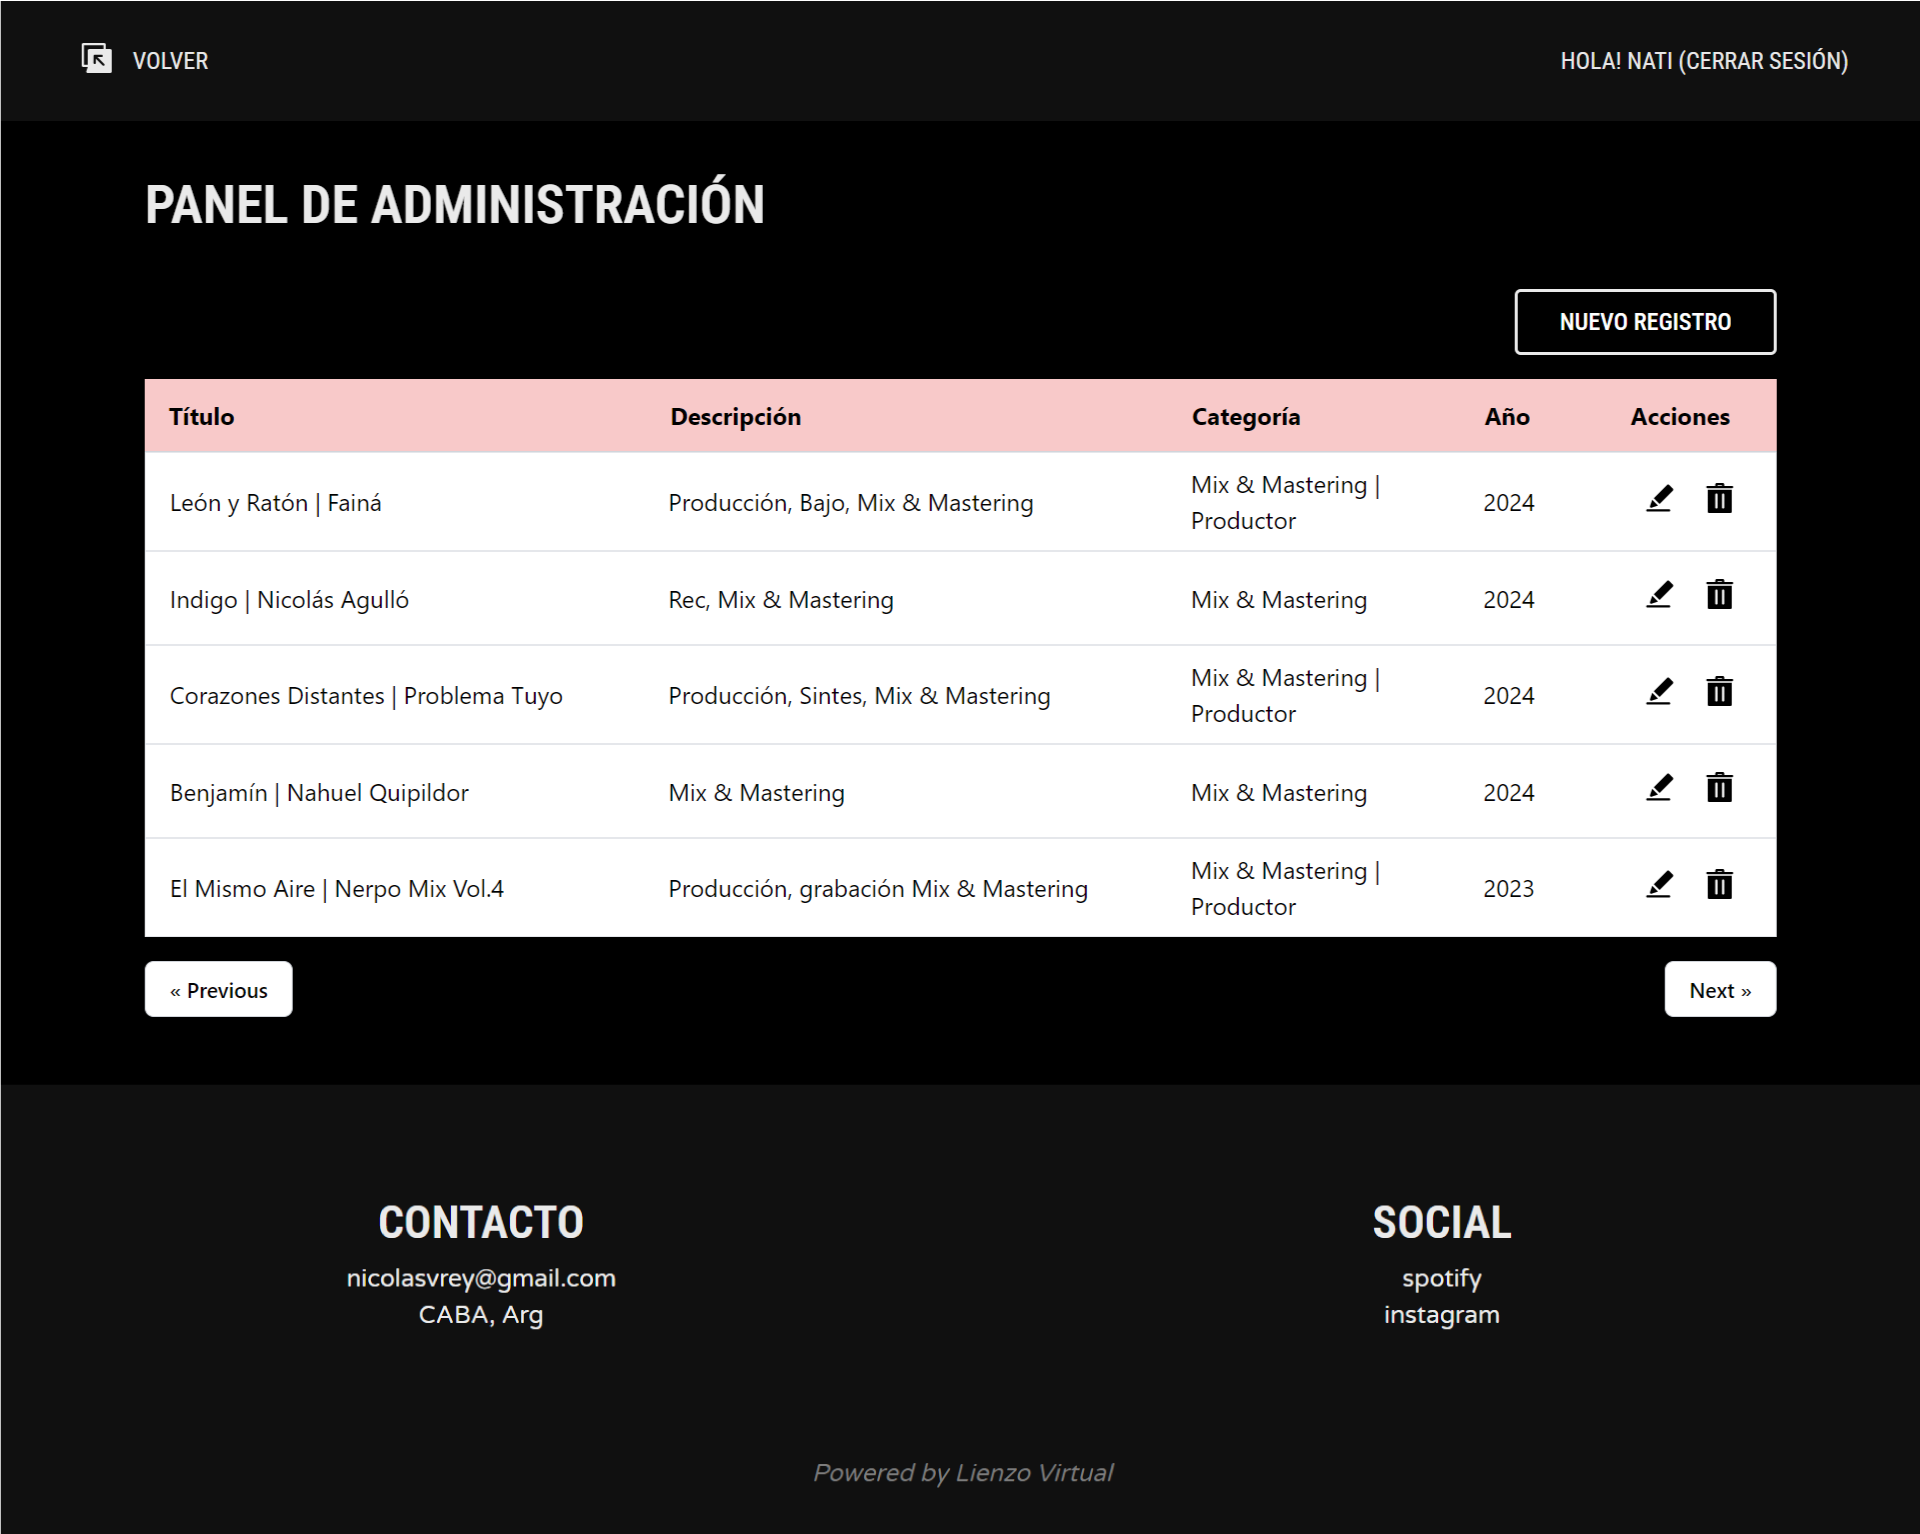 VOLVER
HOLA! NATI (CERRAR SESIÓN)
PANEL DE ADMINISTRACIÓN
NUEVO REGISTRO
Título Descripción Categoría Año Acciones
León y Ratón | Fainá Producción, Bajo, Mix & Mastering Mix & Mastering | Productor 2024
Indigo | Nicolás Agulló Rec, Mix & Mastering Mix & Mastering 2024
Corazones Distantes | Problema Tuyo Producción, Sintes, Mix & Mastering Mix & Mastering | Productor 2024
Benjamín | Nahuel Quipildor Mix & Mastering Mix & Mastering 2024
El Mismo Aire | Nerpo Mix Vol.4 Producción, grabación Mix & Mastering Mix & Mastering | Productor 2023
« Previous
Next »
CONTACTO
nicolasvrey@gmail.com
CABA, Arg
SOCIAL
spotify
instagram
Powered by Lienzo Virtual